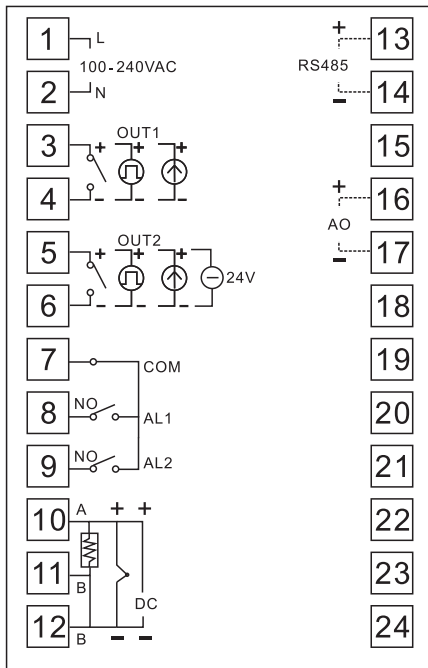 1 L
100-240VAC
2 N
3 + OUT1 + +
4 - - -
5 + OUT2 + +
24V
6 - - -
7 COM
8 NO AL1
9 NO AL2
10 A + +
11 B DC
12 B - -
+ 13
RS485
- 14
15
+ 16
AO
- 17
18
19
20
21
22
23
24